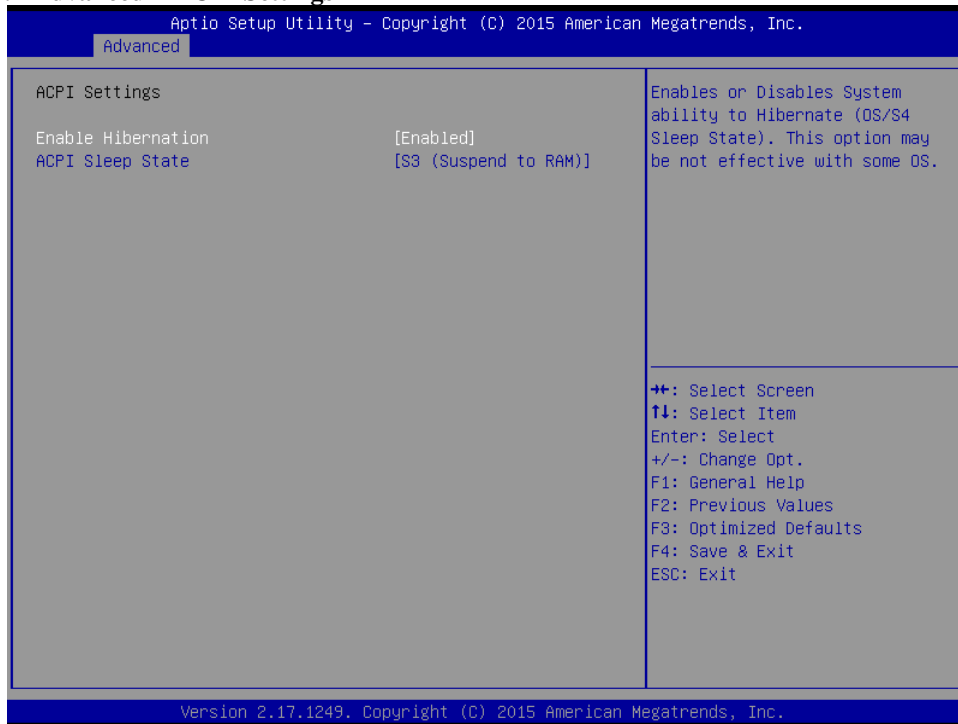 Aptio Setup Utility – Copyright (C) 2015 American Megatrends, Inc.
Advanced
ACPI Settings
Enable Hibernation [Enabled]
ACPI Sleep State [S3 (Suspend to RAM)]
Enables or Disables System
ability to Hibernate (OS/S4
Sleep State). This option may
be not effective with some OS.
→←: Select Screen
↑↓: Select Item
Enter: Select
+/-: Change Opt.
F1: General Help
F2: Previous Values
F3: Optimized Defaults
F4: Save & Exit
ESC: Exit
Version 2.17.1249. Copyright (C) 2015 American Megatrends, Inc.